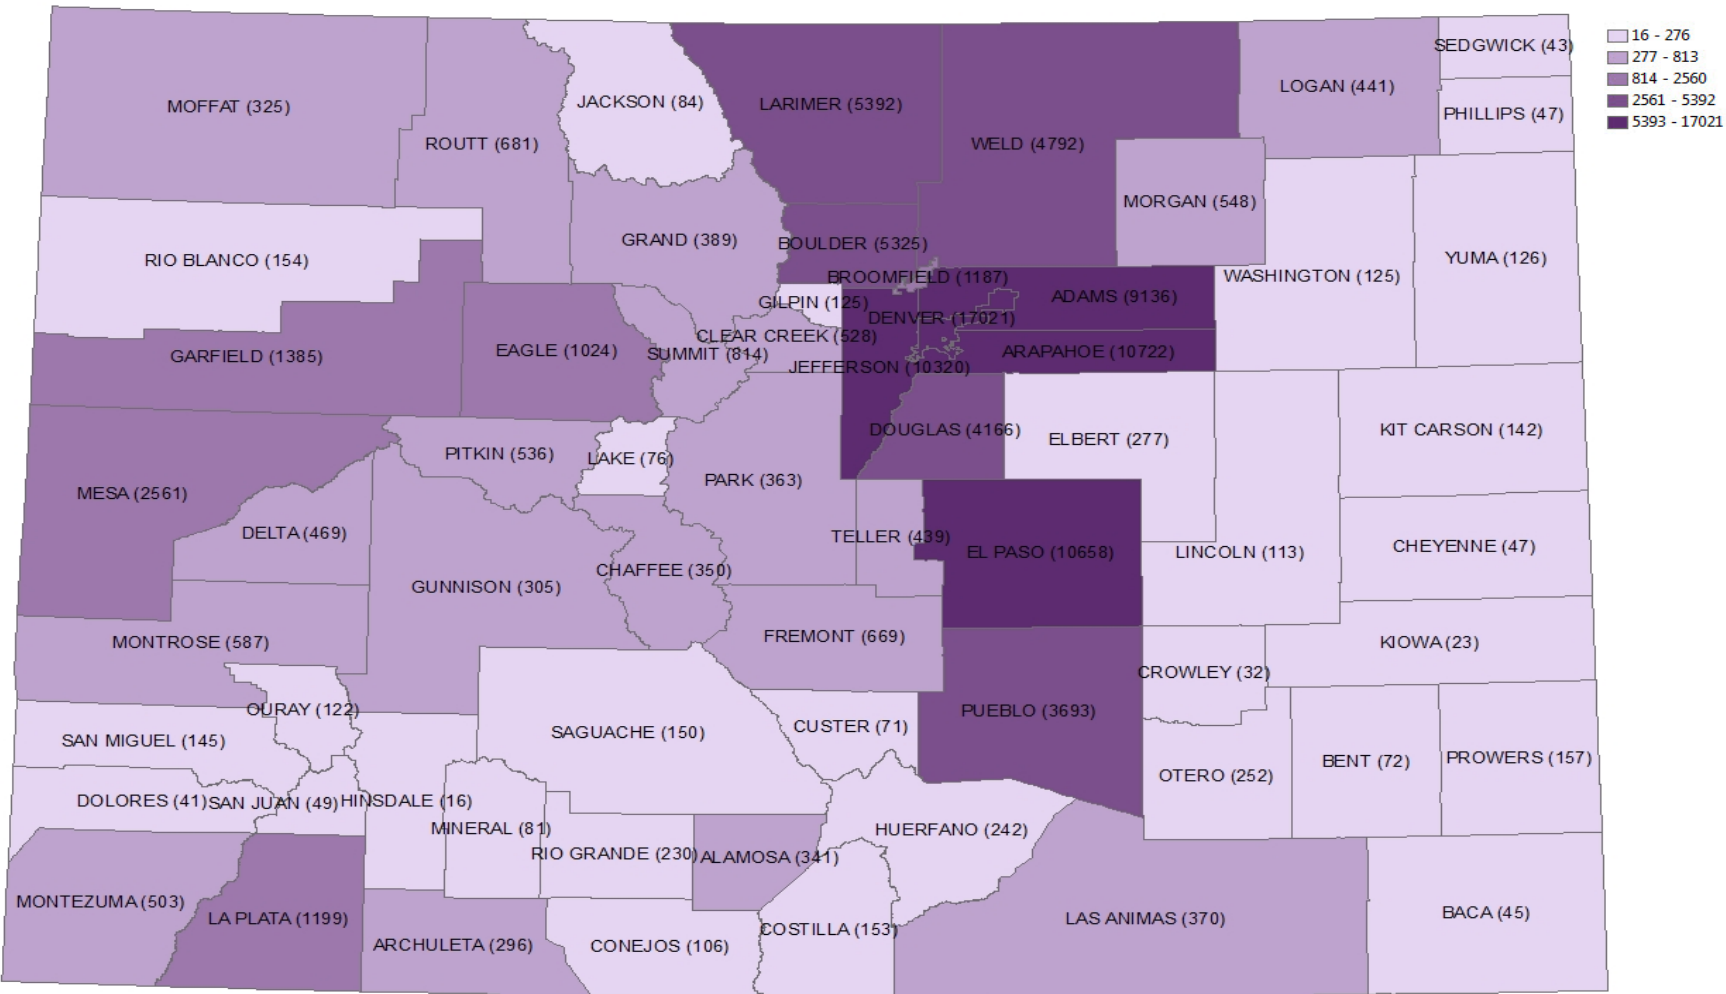 16 - 276
277 - 813
814 - 2560
2561 - 5392
5393 - 17021
SEDGWICK (43)
LOGAN (441)
JACKSON (84)
LARIMER (5392)
MOFFAT (325)
PHILLIPS (47)
ROUTT (681)
WELD (4792)
MORGAN (548)
GRAND (389)
BOULDER (5325)
RIO BLANCO (154)
YUMA (126)
BROOMFIELD (1187)
WASHINGTON (125)
GILPIN (125)
ADAMS (9136)
DENVER (17021)
CLEAR CREEK (528)
GARFIELD (1385)
EAGLE (1024)
SUMMIT (814)
ARAPAHOE (10722)
JEFFERSON (10320)
DOUGLAS (4166)
ELBERT (277)
KIT CARSON (142)
PITKIN (536)
LAKE (76)
MESA (2561)
PARK (363)
DELTA (469)
TELLER (439)
EL PASO (10658)
LINCOLN (113)
CHEYENNE (47)
CHAFFEE (350)
GUNNISON (305)
MONTROSE (587)
FREMONT (669)
KIOWA (23)
CROWLEY (32)
OURAY (122)
PUEBLO (3693)
SAN MIGUEL (145)
SAGUACHE (150)
CUSTER (71)
BENT (72)
PROWERS (157)
OTERO (252)
DOLORES (41)
SAN JUAN (49)
HINSDALE (16)
MINERAL (81)
HUERFANO (242)
RIO GRANDE (230)
ALAMOSA (341)
MONTEZUMA (503)
LA PLATA (1199)
LAS ANIMAS (370)
BACA (45)
COSTILLA (153)
ARCHULETA (296)
CONEJOS (106)